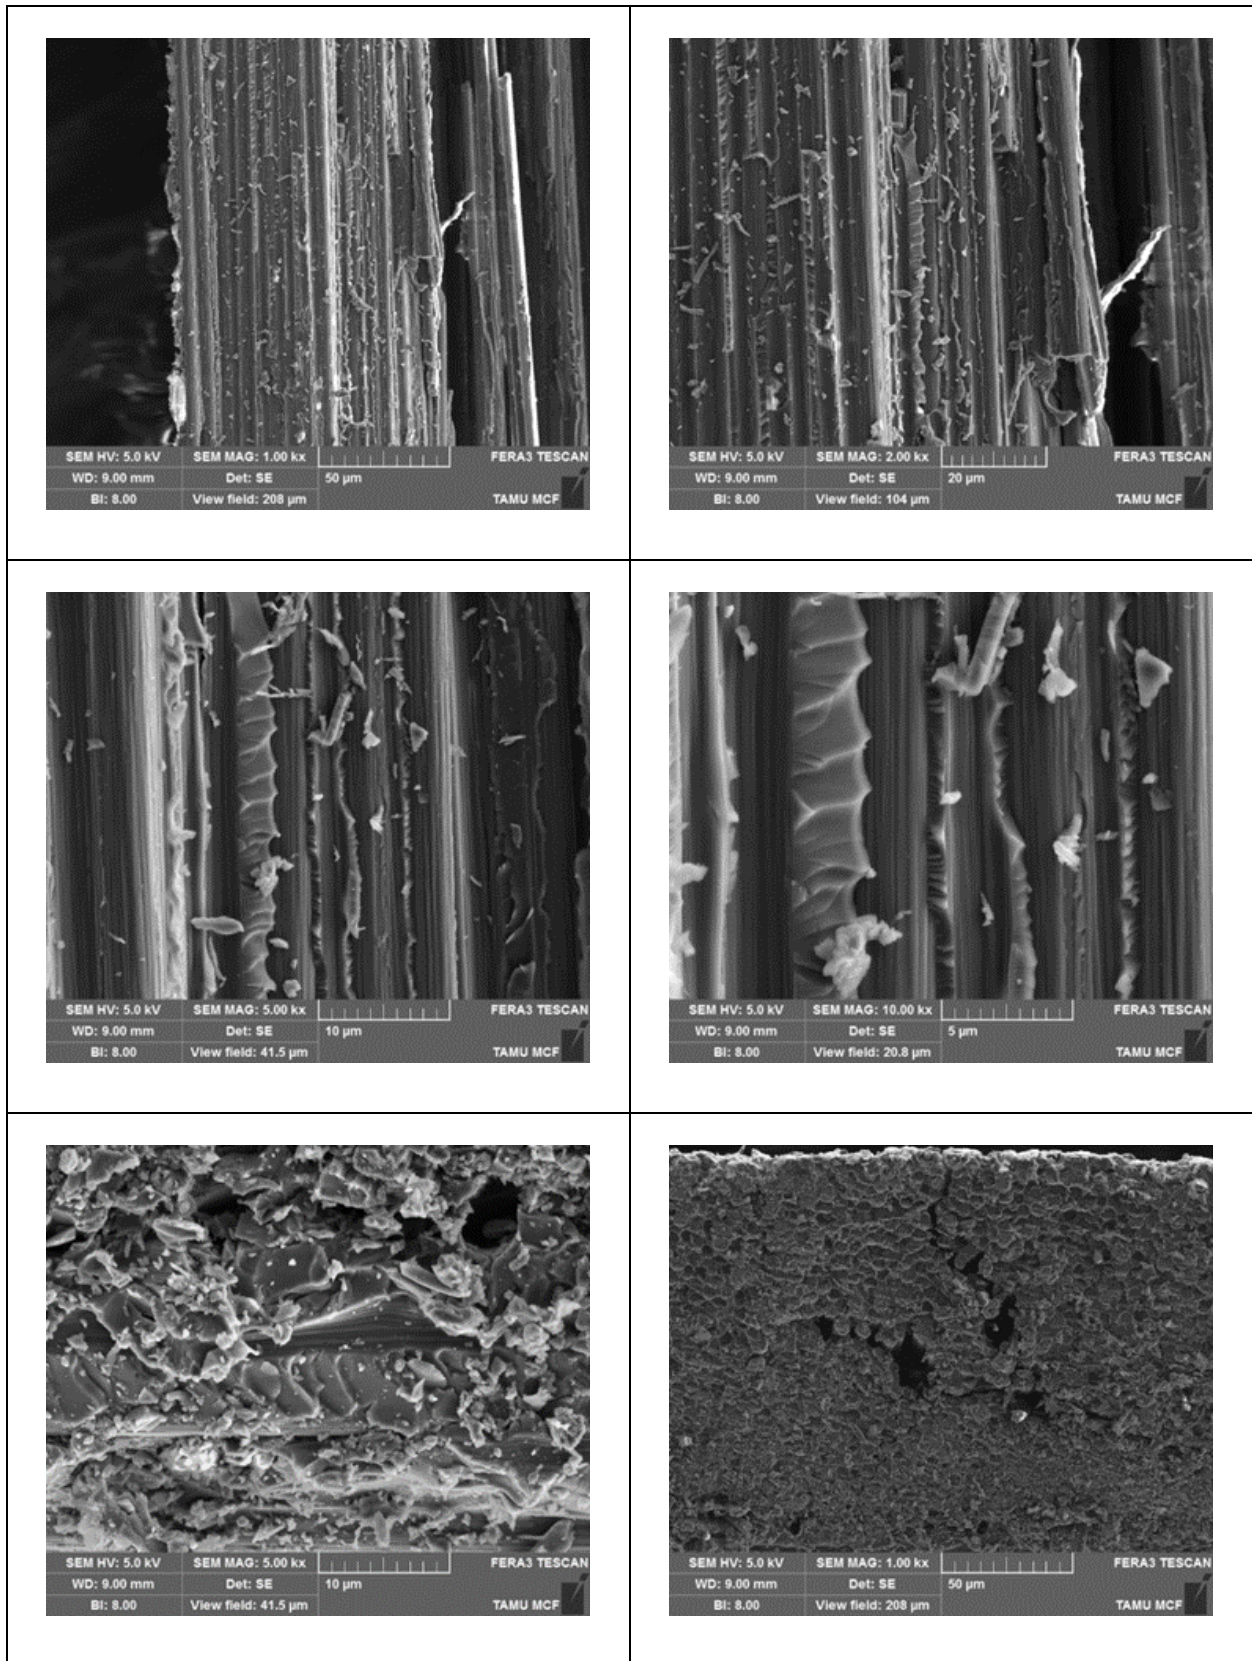 SEM HV: 5.0 kV SEM MAG: 1.00 kx FERA3 TESCAN
WD: 9.00 mm Det: SE 50 µm
BI: 8.00 View field: 208 µm TAMU MCF
SEM HV: 5.0 kV SEM MAG: 2.00 kx FERA3 TESCAN
WD: 9.00 mm Det: SE 20 µm
BI: 8.00 View field: 104 µm TAMU MCF
SEM HV: 5.0 kV SEM MAG: 5.00 kx FERA3 TESCAN
WD: 9.00 mm Det: SE 10 µm
BI: 8.00 View field: 41.5 µm TAMU MCF
SEM HV: 5.0 kV SEM MAG: 10.00 kx FERA3 TESCAN
WD: 9.00 mm Det: SE 5 µm
BI: 8.00 View field: 20.8 µm TAMU MCF
SEM HV: 5.0 kV SEM MAG: 5.00 kx FERA3 TESCAN
WD: 9.00 mm Det: SE 10 µm
BI: 8.00 View field: 41.5 µm TAMU MCF
SEM HV: 5.0 kV SEM MAG: 1.00 kx FERA3 TESCAN
WD: 9.00 mm Det: SE 50 µm
BI: 8.00 View field: 208 µm TAMU MCF